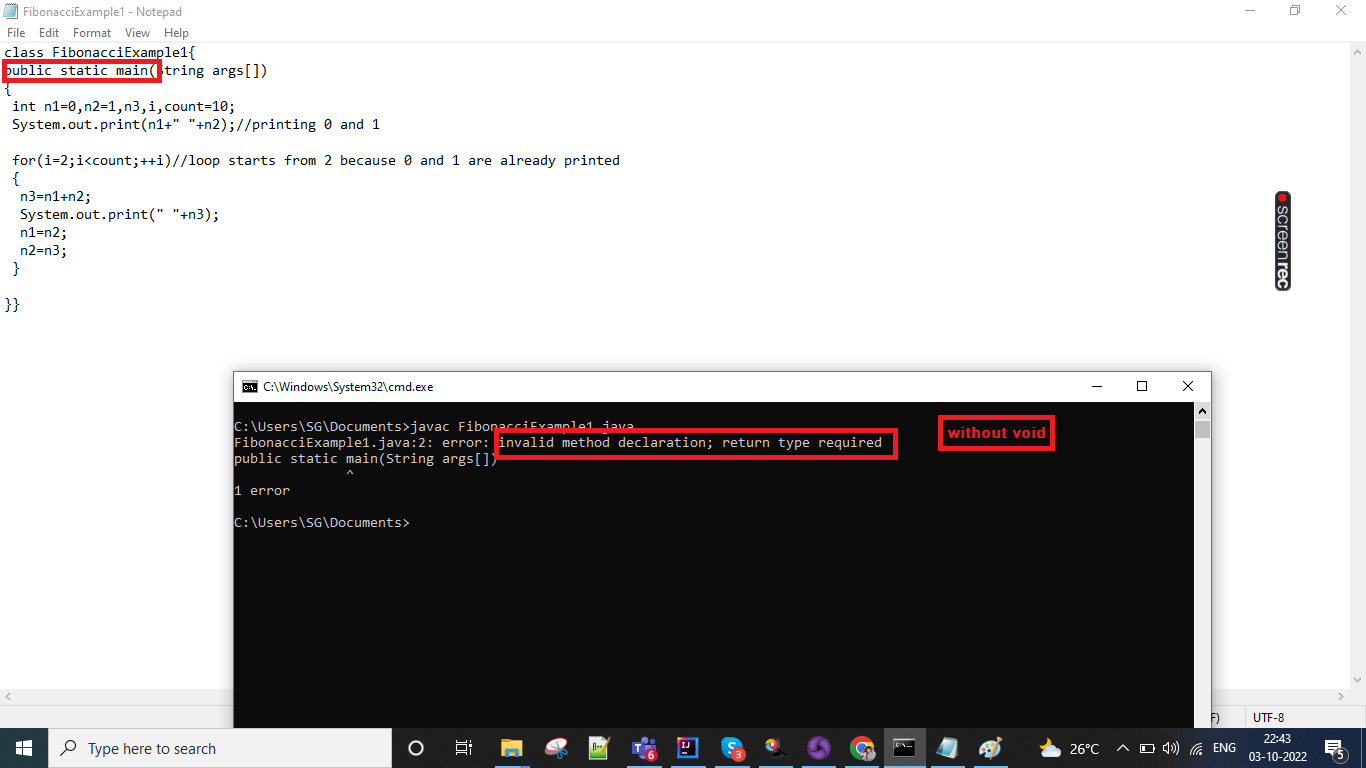 FibonacciExample1 - Notepad
File Edit Format View Help
class FibonacciExample1{
public static main(String args[])
{
int n1=0,n2=1,n3,i,count=10;
System.out.print(n1+" "+n2);//printing 0 and 1
for(i=2;i<count;++i)//loop starts from 2 because 0 and 1 are already printed
{
n3=n1+n2;
System.out.print(" "+n3);
n1=n2;
n2=n3;
}
}}
screenrec
C:\Windows\System32\cmd.exe
C:\Users\SG\Documents>javac FibonacciExample1.java
FibonacciExample1.java:2: error: invalid method declaration; return type required
without void
public static main(String args[])
^
1 error
C:\Users\SG\Documents>
F) UTF-8
Type here to search
6
3
26°C
ENG
22:43
03-10-2022
5